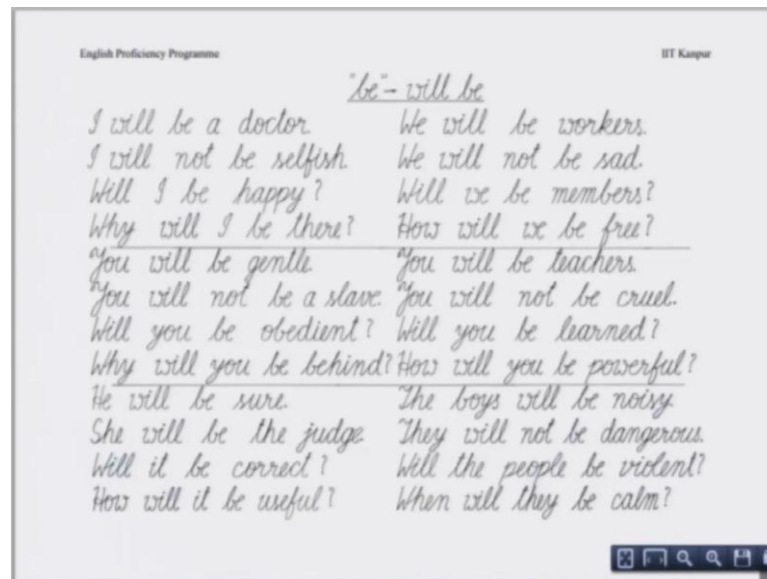 English Proficiency Programme IIT Kanpur
"be" - will be
I will be a doctor. We will be workers.
I will not be selfish. We will not be sad.
Will I be happy? Will we be members?
Why will I be there? How will we be free?
You will be gentle. You will be teachers.
You will not be a slave. You will not be cruel.
Will you be obedient? Will you be learned?
Why will you be behind? How will you be powerful?
He will be sure. The boys will be noisy.
She will be the judge. They will not be dangerous.
Will it be correct? Will the people be violent?
How will it be useful? When will they be calm?